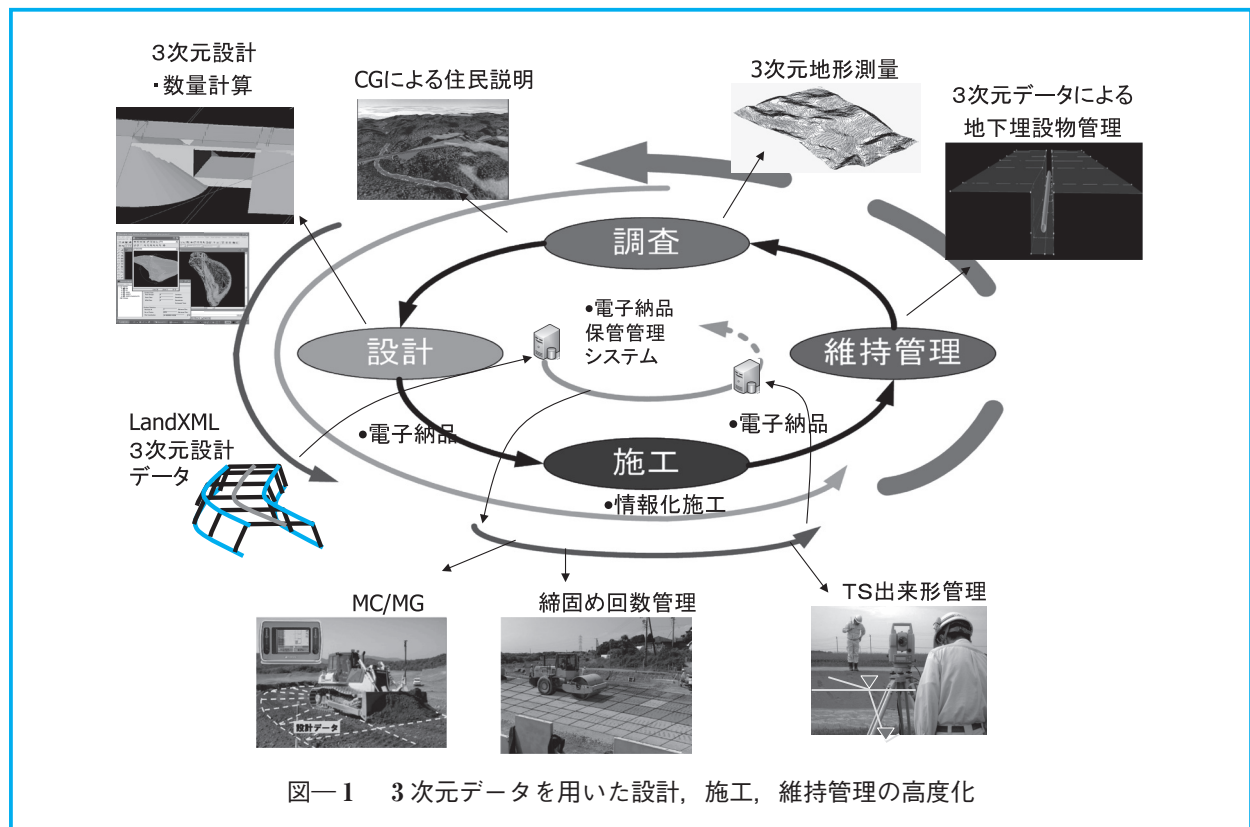 3次元設計
・数量計算
CGによる住民説明
3次元地形測量
3次元データによる
地下埋設物管理
調査
●電子納品
保管管理
システム
設計
維持管理
LandXML
3次元設計
データ
●電子納品
●電子納品
施工
●情報化施工
MC/MG
締固め回数管理
TS出来形管理
設計データ
図―1 3次元データを用いた設計，施工，維持管理の高度化